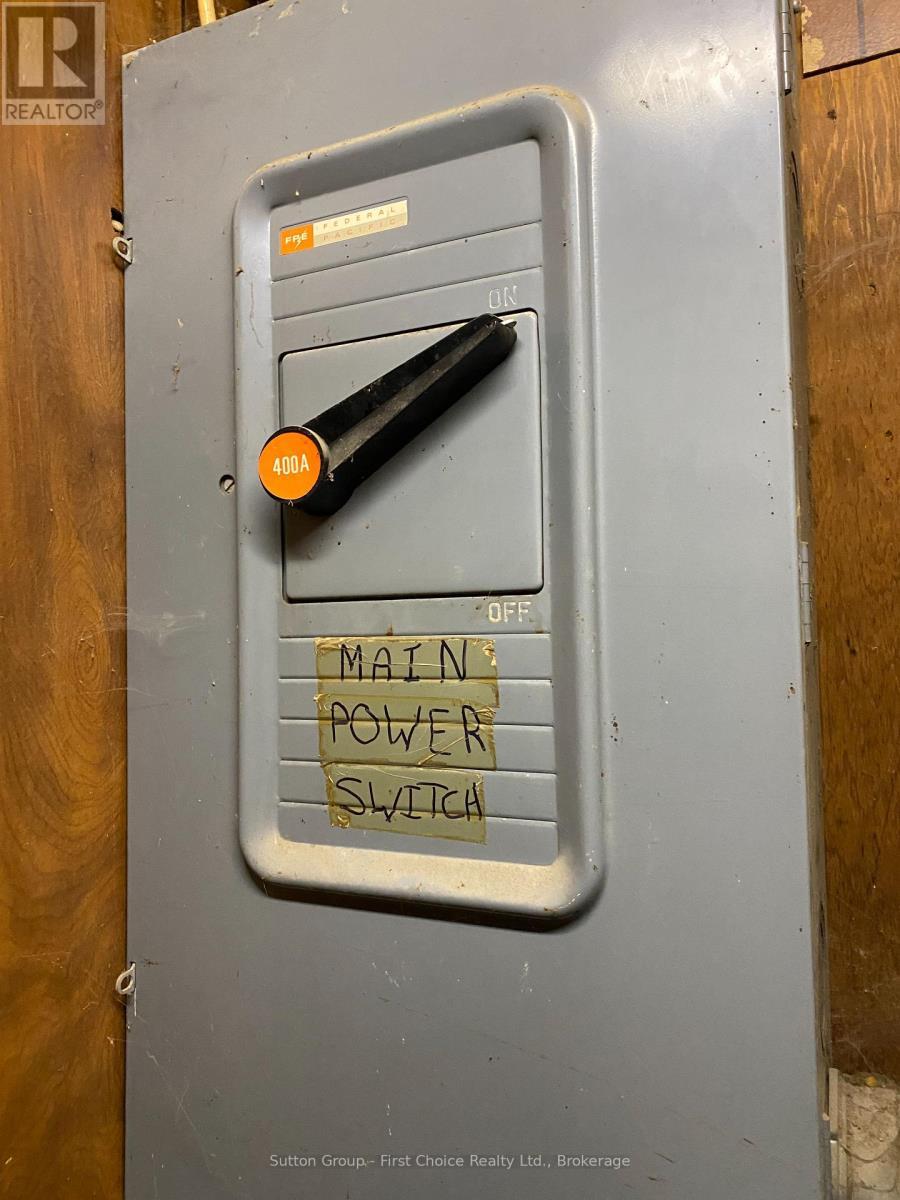 R
REALTOR®
FPE
FEDERAL
PACIFIC
ON
400A
OFF
MAIN
POWER
SWITCH
Sutton Group - First Choice Realty Ltd., Brokerage